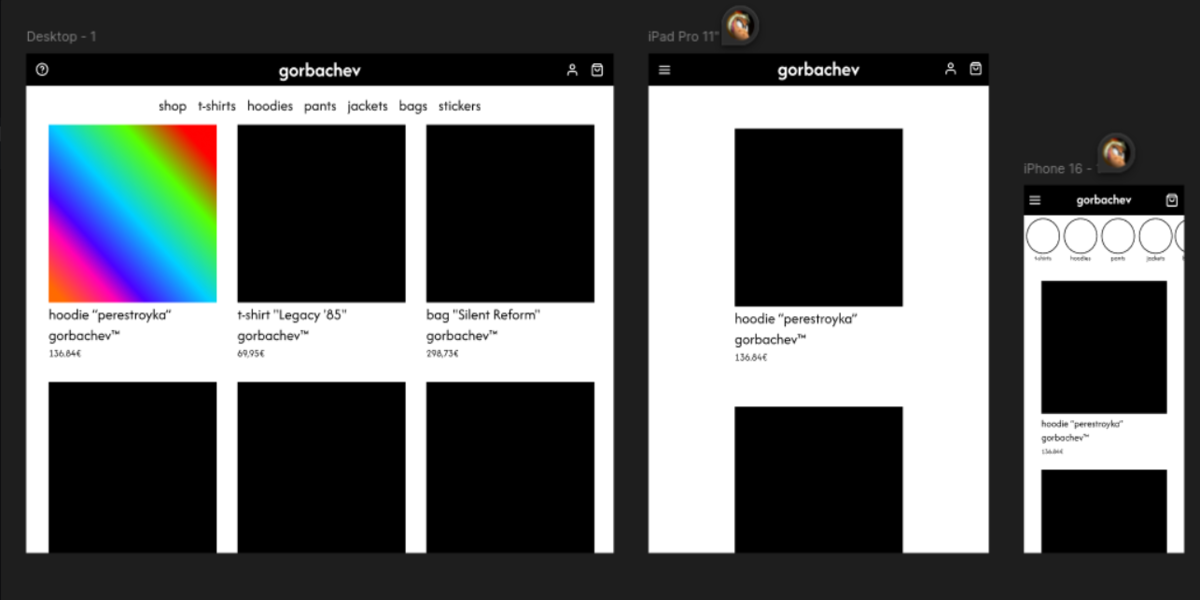 Desktop - 1
gorbachev
shop t-shirts hoodies pants jackets bags stickers
hoodie "perestroyka"
gorbachev™
136.84€
t-shirt "Legacy '85"
gorbachev™
69,95€
bag "Silent Reform"
gorbachev™
298,73€
iPad Pro 11"
gorbachev
hoodie "perestroyka"
gorbachev™
136.84€
iPhone 16 -
gorbachev
t-shirts hoodies pants jackets
hoodie "perestroyka"
gorbachev™
136.84€